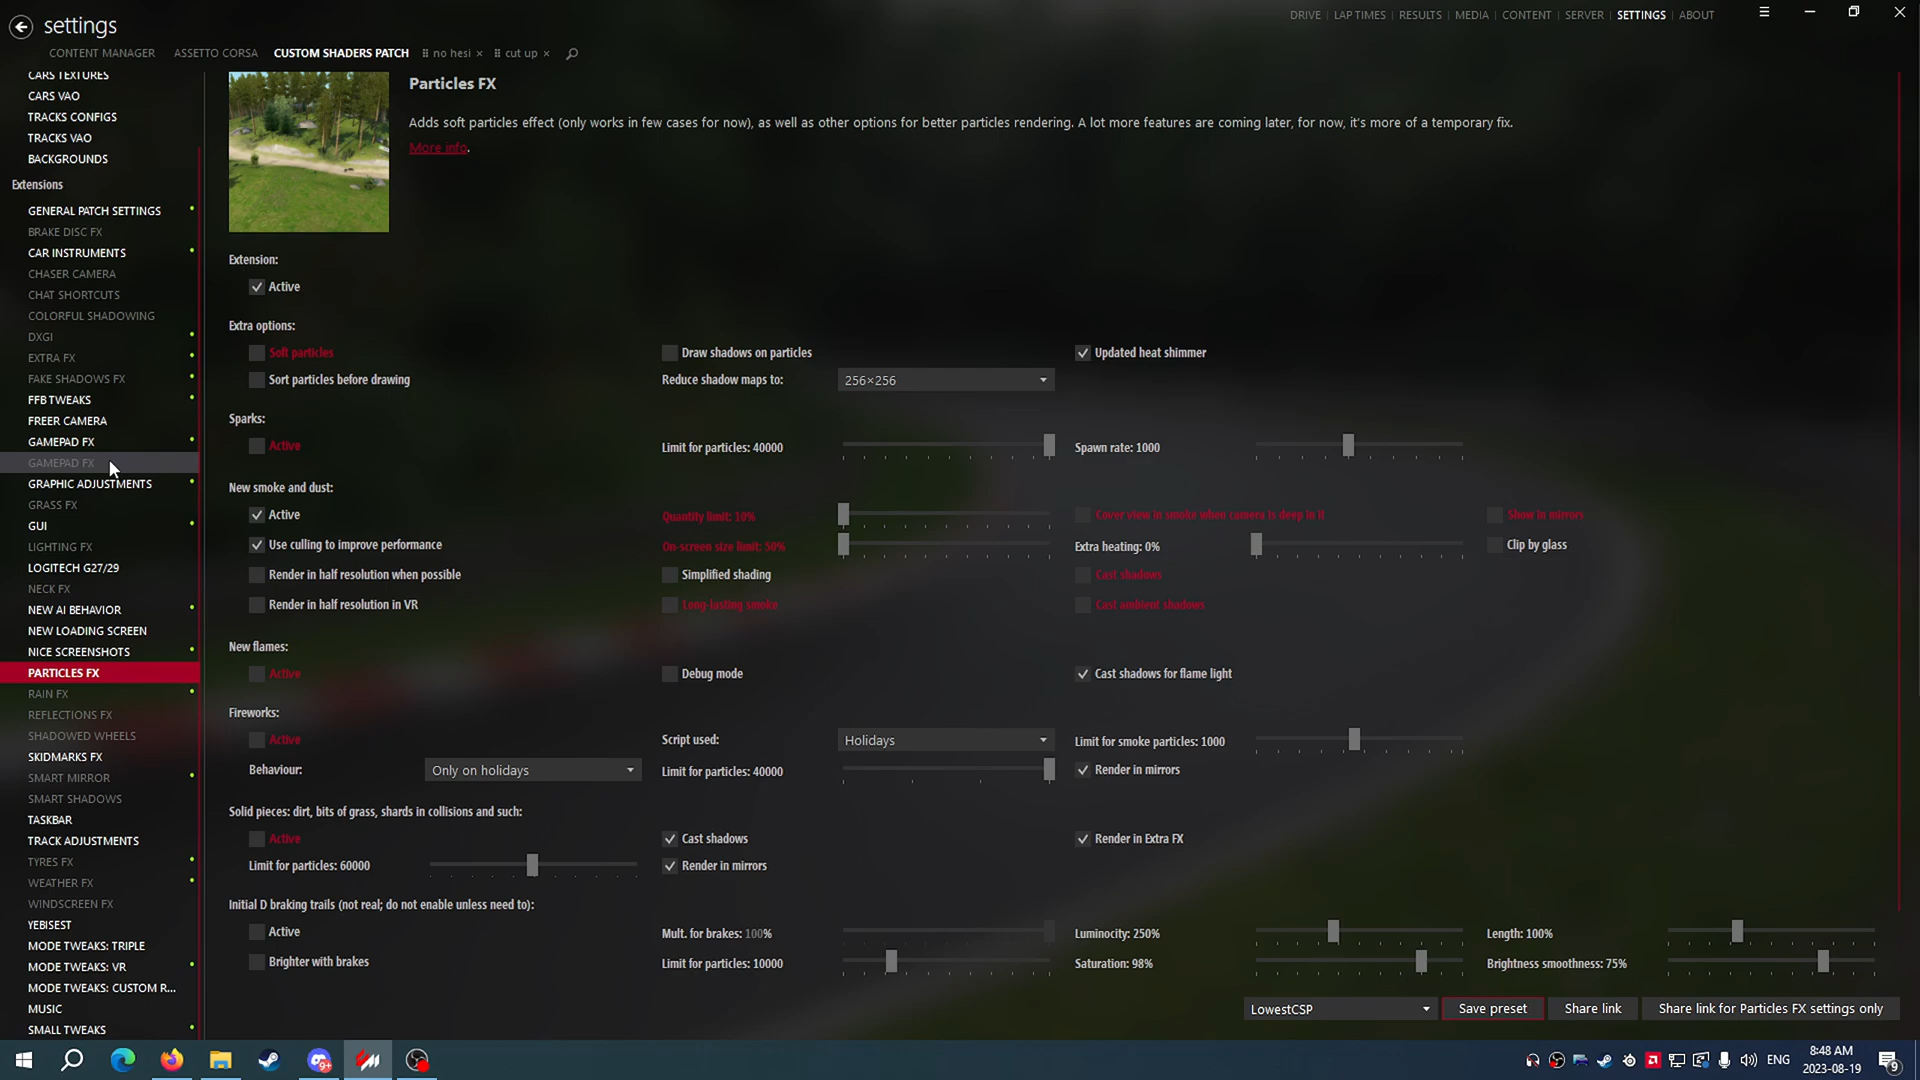 settings
DRIVE | LAP TIMES | RESULTS | MEDIA | CONTENT | SERVER | SETTINGS | ABOUT
CONTENT MANAGER ASSETTO CORSA CUSTOM SHADERS PATCH no hesi × cut up ×
CARS TEXTURES
CARS VAO
TRACKS CONFIGS
TRACKS VAO
BACKGROUNDS
Extensions
GENERAL PATCH SETTINGS
BRAKE DISC FX
CAR INSTRUMENTS
CHASER CAMERA
CHAT SHORTCUTS
COLORFUL SHADOWING
DXGI
EXTRA FX
FAKE SHADOWS FX
FFB TWEAKS
FREER CAMERA
GAMEPAD FX
GAMEPAD FX
GRAPHIC ADJUSTMENTS
GRASS FX
GUI
LIGHTING FX
LOGITECH G27/29
NECK FX
NEW AI BEHAVIOR
NEW LOADING SCREEN
NICE SCREENSHOTS
PARTICLES FX
RAIN FX
REFLECTIONS FX
SHADOWED WHEELS
SKIDMARKS FX
SMART MIRROR
SMART SHADOWS
TASKBAR
TRACK ADJUSTMENTS
TYRES FX
WEATHER FX
WINDSCREEN FX
YEBISEST
MODE TWEAKS: TRIPLE
MODE TWEAKS: VR
MODE TWEAKS: CUSTOM R...
MUSIC
SMALL TWEAKS
Particles FX
Adds soft particles effect (only works in few cases for now), as well as other options for better particles rendering. A lot more features are coming later, for now, it's more of a temporary fix.
More info.
Extension:
Active
Extra options:
Soft particles Draw shadows on particles Updated heat shimmer
Sort particles before drawing Reduce shadow maps to: 256×256
Sparks:
Active Limit for particles: 40000 Spawn rate: 1000
New smoke and dust:
Active Quantity limit: 10% Cover view in smoke when camera is deep in it Show in mirrors
Use culling to improve performance On-screen size limit: 50% Extra heating: 0% Clip by glass
Render in half resolution when possible Simplified shading Cast shadows
Render in half resolution in VR Long-lasting smoke Cast ambient shadows
New flames:
Active Debug mode Cast shadows for flame light
Fireworks:
Active Script used: Holidays Limit for smoke particles: 1000
Behaviour: Only on holidays Limit for particles: 40000 Render in mirrors
Solid pieces: dirt, bits of grass, shards in collisions and such:
Active Cast shadows Render in Extra FX
Limit for particles: 60000 Render in mirrors
Initial D braking trails (not real; do not enable unless need to):
Active Mult. for brakes: 100% Luminocity: 250% Length: 100%
Brighter with brakes Limit for particles: 10000 Saturation: 98% Brightness smoothness: 75%
LowestCSP Save preset Share link Share link for Particles FX settings only
9+ ENG 8:48 AM
2023-08-19 9